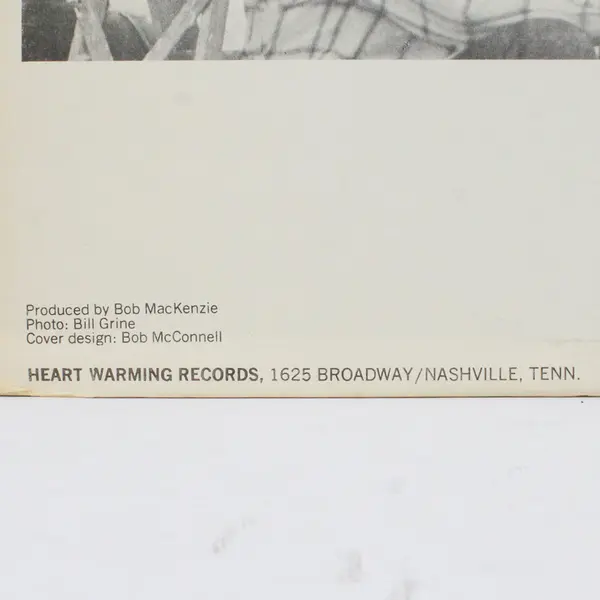 Produced by Bob MacKenzie
Photo: Bill Grine
Cover design: Bob McConnell
HEART WARMING RECORDS, 1625 BROADWAY/NASHVILLE, TENN.